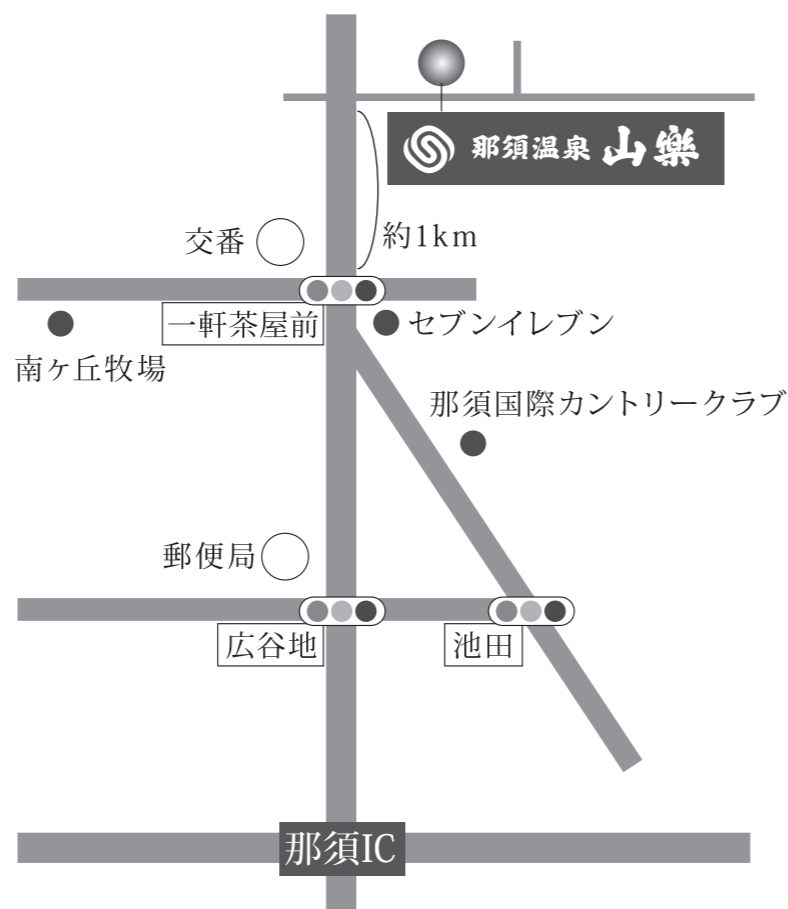 那須温泉 山樂
交番
約1km
一軒茶屋前
セブンイレブン
南ヶ丘牧場
那須国際カントリークラブ
郵便局
広谷地
池田
那須IC